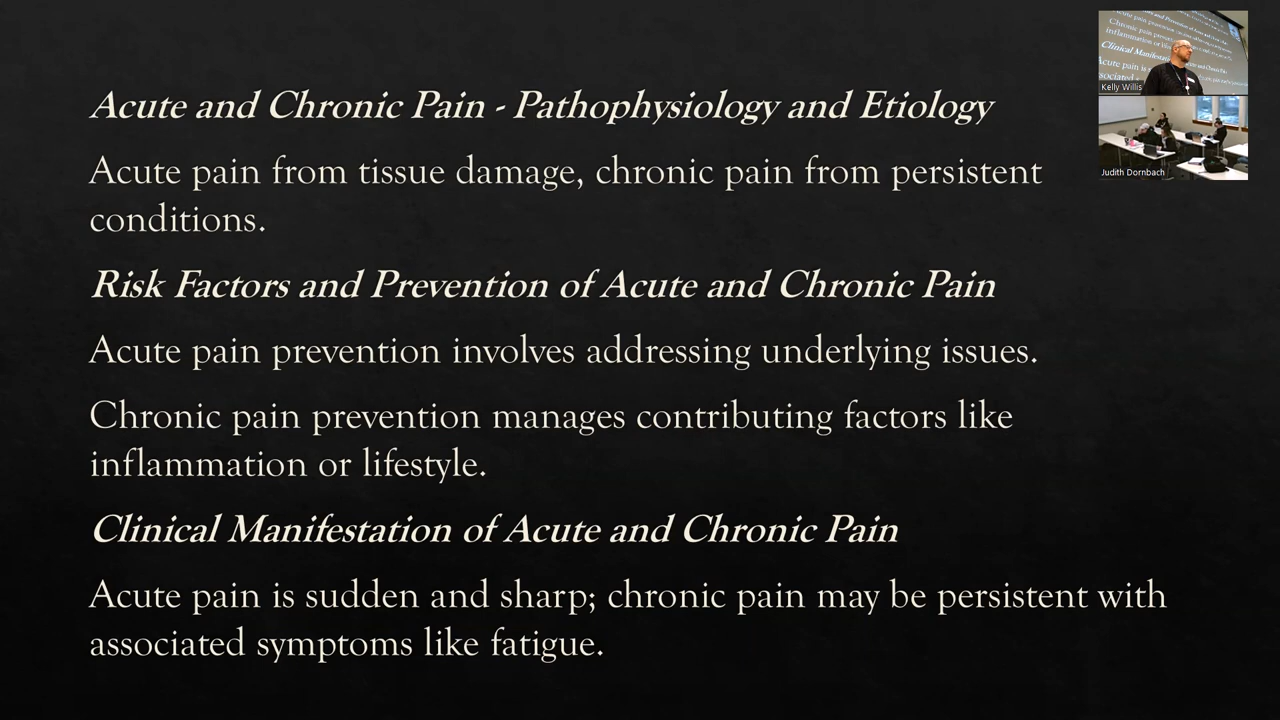 Acute and Chronic Pain - Pathophysiology and Etiology
Acute pain from tissue damage, chronic pain from persistent
conditions.
Risk Factors and Prevention of Acute and Chronic Pain
Acute pain prevention involves addressing underlying issues.
Chronic pain prevention manages contributing factors like
inflammation or lifestyle.
Clinical Manifestation of Acute and Chronic Pain
Acute pain is sudden and sharp; chronic pain may be persistent with
associated symptoms like fatigue.
Kelly Willis
Judith Dornbach